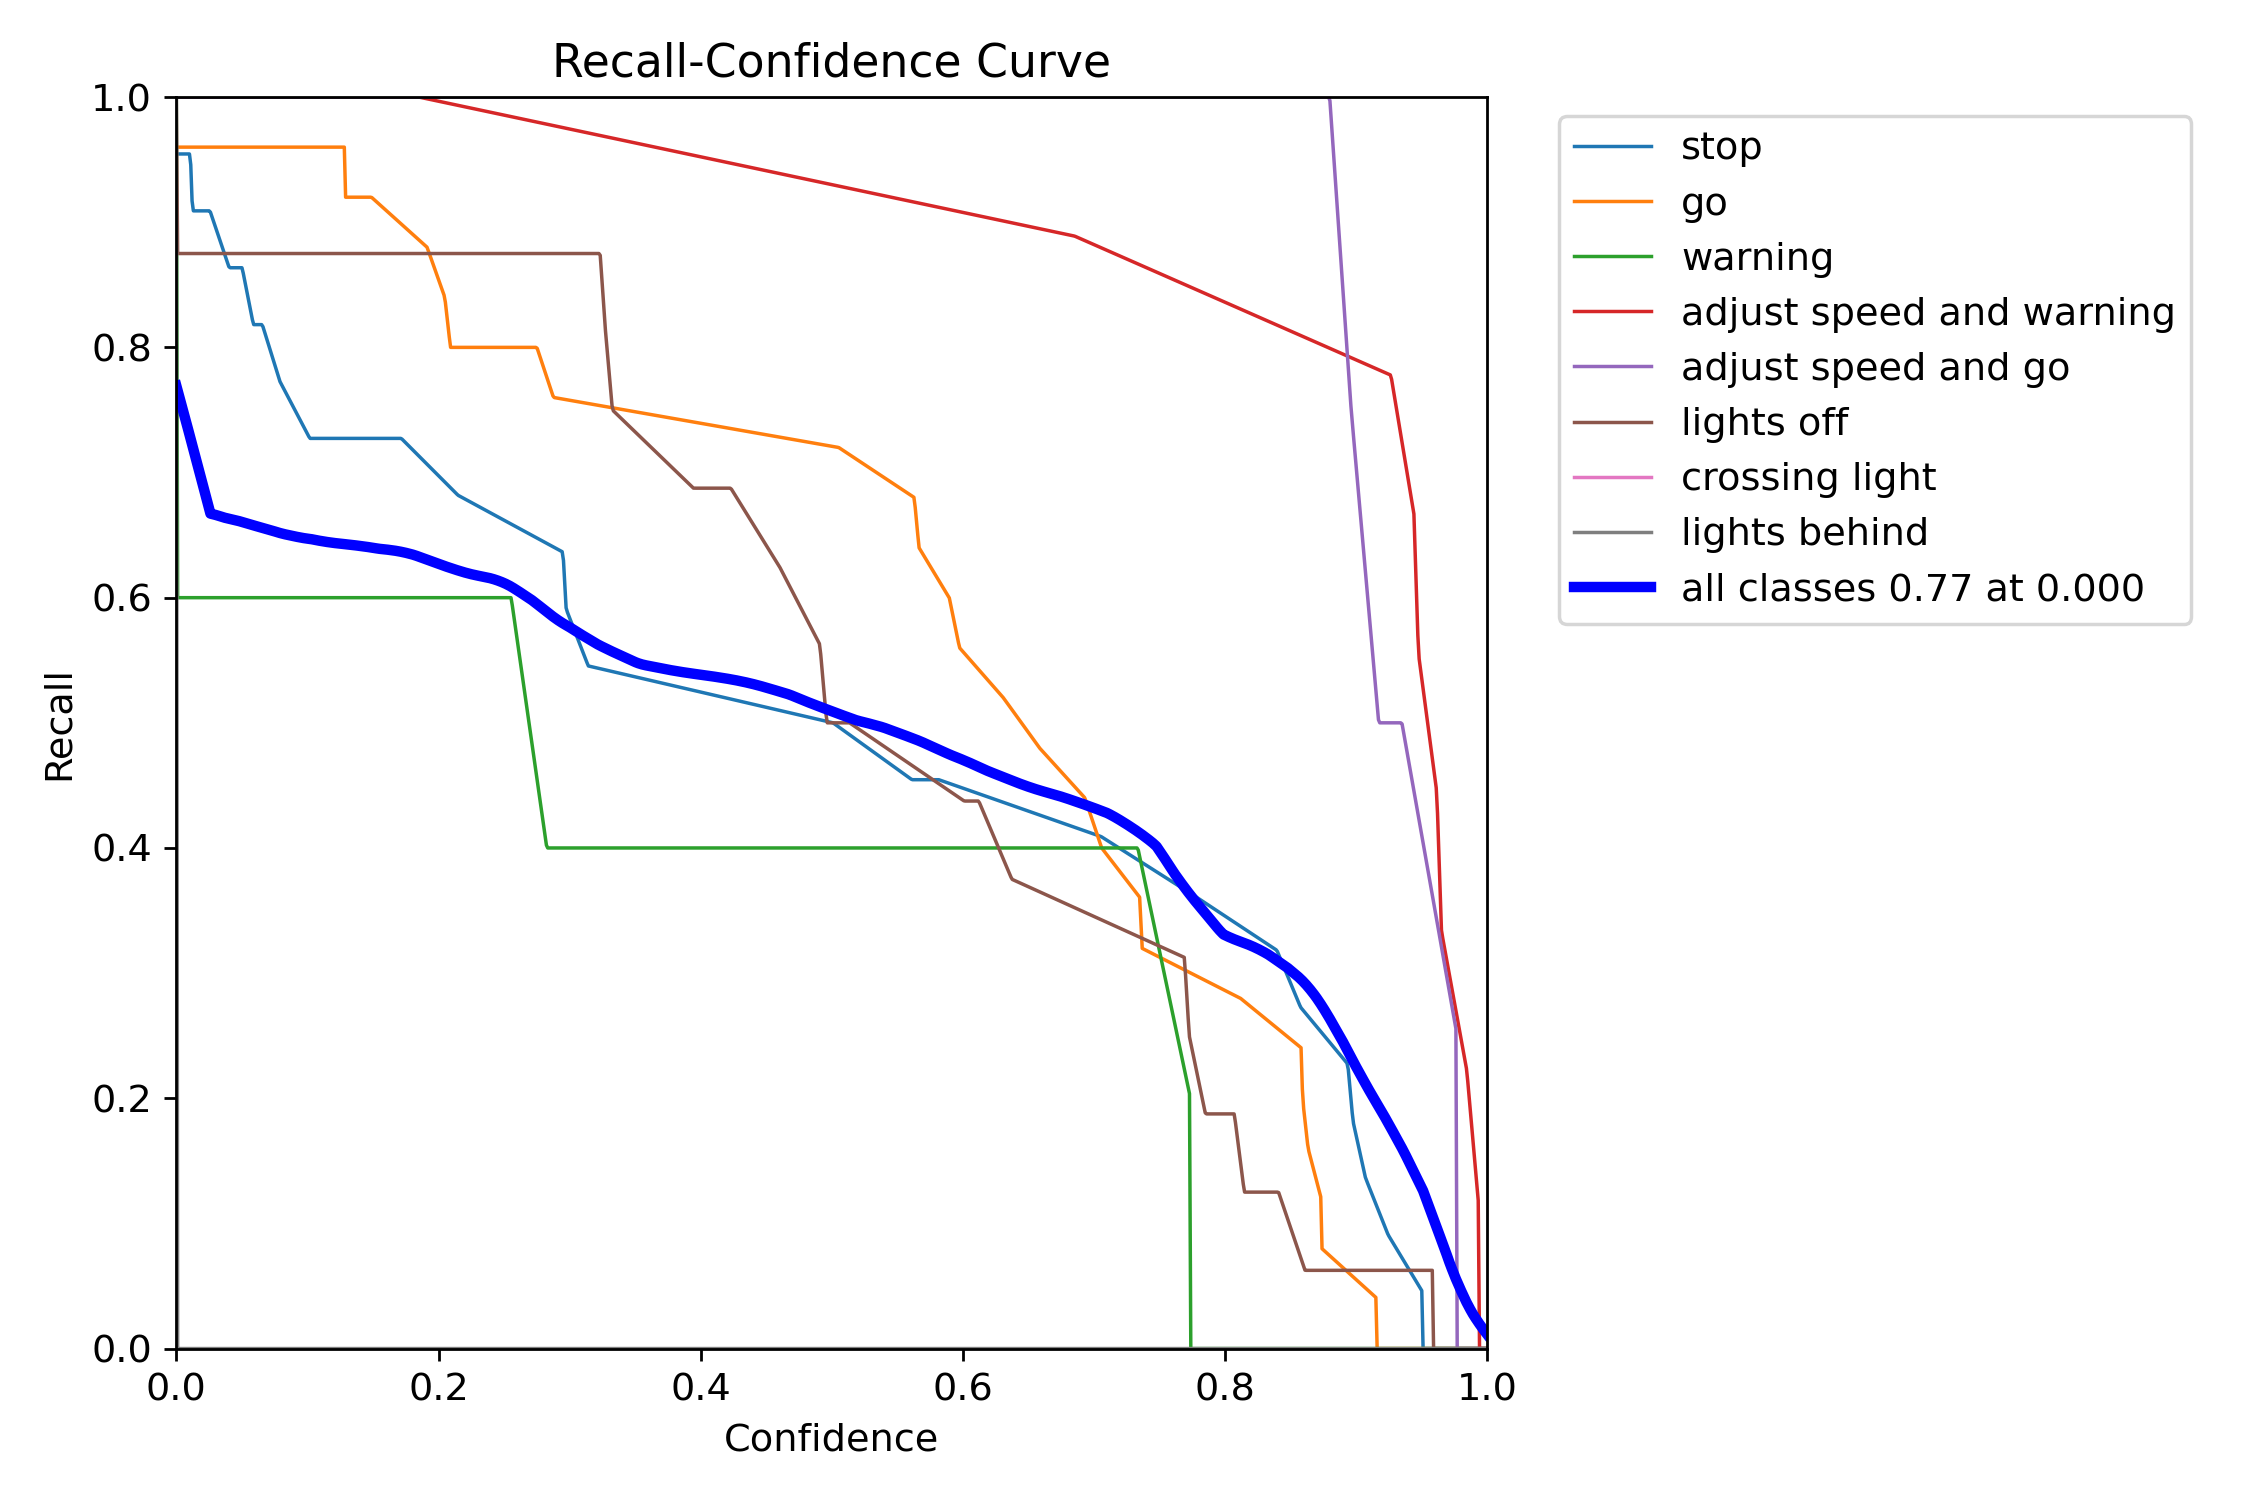 Recall-Confidence Curve
1.0
0.8
0.6
0.4
0.2
0.0
Recall
0.0 0.2 0.4 0.6 0.8 1.0
Confidence
stop
go
warning
adjust speed and warning
adjust speed and go
lights off
crossing light
lights behind
all classes 0.77 at 0.000